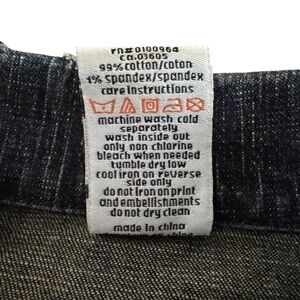 rn#0100964
ca.03605
99% cotton/coton
1% spandex/spandex
care instructions
machine wash cold
separately
wash inside out
only non chlorine
bleach when needed
tumble dry low
cool iron on reverse
side only
do not iron on print
and embellishments
do not dry clean
made in china